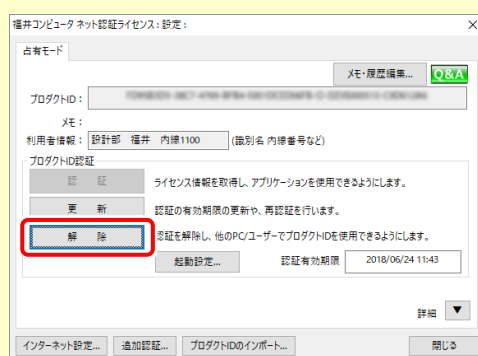 福井コンピュータ ネット認証ライセンス : 設定 :
占有モード
メモ・履歴編集... Q&A
プロダクトID :
メモ :
利用者情報 : 設計部 福井 内線1100 (識別名 内線番号など)
プロダクトID認証
認 証 ライセンス情報を取得し、アプリケーションを使用できるようにします。
更 新 認証の有効期限の更新や、再認証を行います。
解 除 認証を解除し、他のPC/ユーザーでプロダクトIDを使用できるようにします。
起動設定... 認証有効期限 2018/06/24 11:43
詳細 ▼
インターネット設定... 追加認証... プロダクトIDのインポート... 閉じる